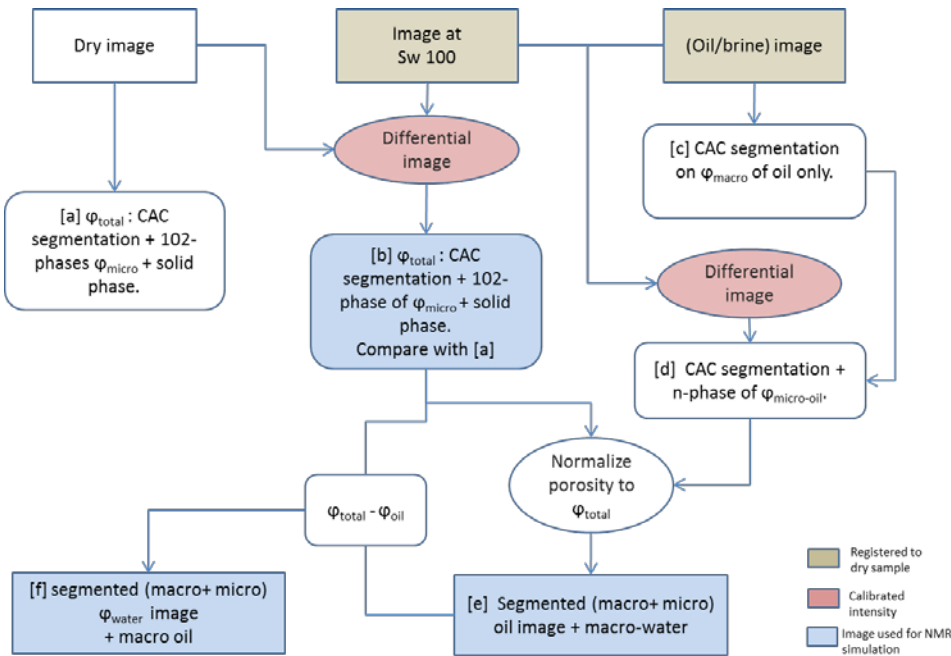 Dry image
Image at
Sw 100
(Oil/brine) image
Differential
image
[c] CAC segmentation
on φmacro of oil only.
[a] φtotal : CAC
segmentation + 102-
phases φmicro + solid
phase.
[b] φtotal : CAC
segmentation + 102-
phase of φmicro + solid
phase.
Compare with [a]
Differential
image
[d] CAC segmentation +
n-phase of φmicro-oil.
Normalize
porosity to
φtotal
φtotal - φoil
[f] segmented (macro+ micro)
φwater image
+ macro oil
[e] Segmented (macro+ micro)
oil image + macro-water
Registered to
dry sample
Calibrated
intensity
Image used for NMR
simulation